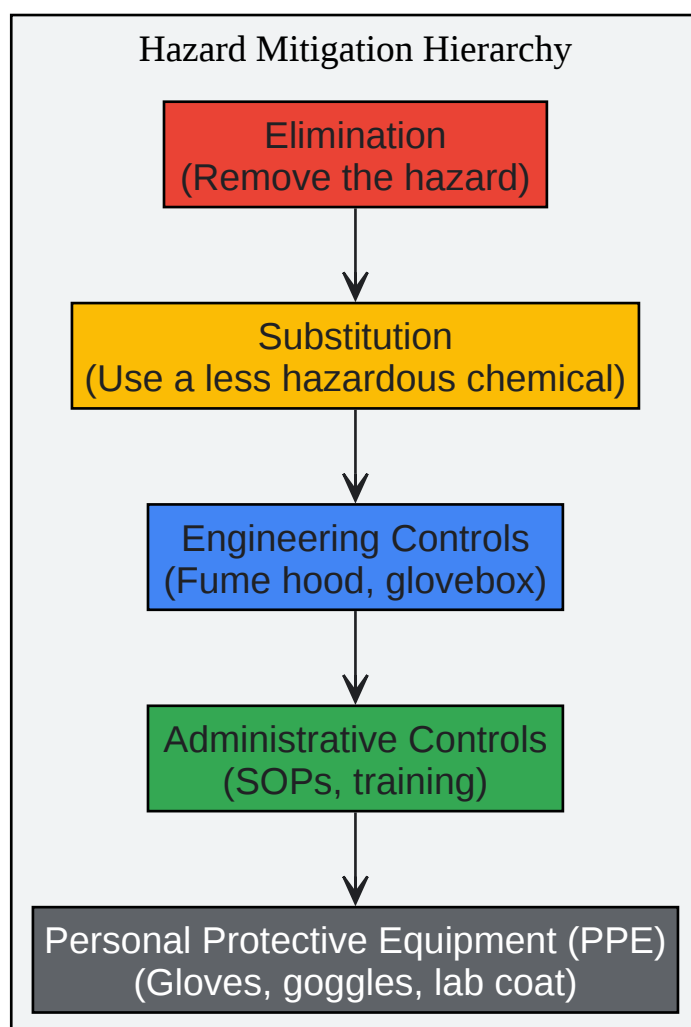 Hazard Mitigation Hierarchy
Elimination
(Remove the hazard)
Substitution
(Use a less hazardous chemical)
Engineering Controls
(Fume hood, glovebox)
Administrative Controls
(SOPs, training)
Personal Protective Equipment (PPE)
(Gloves, goggles, lab coat)